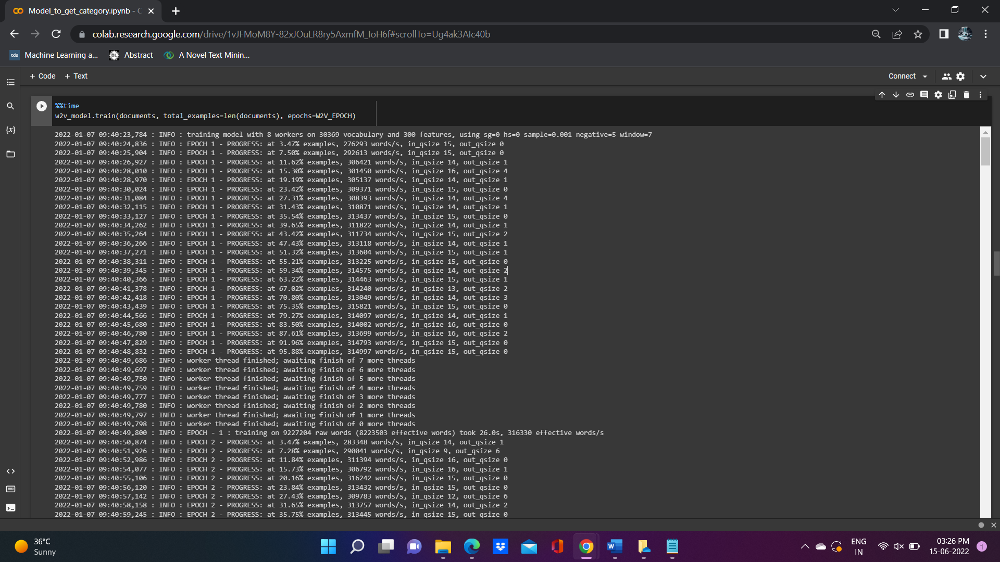 Model_to_get_category.ipynb - C
colab.research.google.com/drive/1vJFMoM8Y-82xJOuLR8ry5AxmfM_IoH6f#scrollTo=Ug4ak3AIc40b
tds Machine Learning a... Abstract A Novel Text Minin...
+ Code + Text Connect
%%time
w2v_model.train(documents, total_examples=len(documents), epochs=W2V_EPOCH)
2022-01-07 09:40:23,784 : INFO : training model with 8 workers on 30369 vocabulary and 300 features, using sg=0 hs=0 sample=0.001 negative=5 window=7
2022-01-07 09:40:24,836 : INFO : EPOCH 1 - PROGRESS: at 3.47% examples, 276293 words/s, in_qsize 15, out_qsize 0
2022-01-07 09:40:25,904 : INFO : EPOCH 1 - PROGRESS: at 7.50% examples, 292613 words/s, in_qsize 15, out_qsize 0
2022-01-07 09:40:26,927 : INFO : EPOCH 1 - PROGRESS: at 11.62% examples, 306421 words/s, in_qsize 14, out_qsize 1
2022-01-07 09:40:28,010 : INFO : EPOCH 1 - PROGRESS: at 15.30% examples, 301450 words/s, in_qsize 16, out_qsize 4
2022-01-07 09:40:28,970 : INFO : EPOCH 1 - PROGRESS: at 19.19% examples, 305137 words/s, in_qsize 14, out_qsize 1
2022-01-07 09:40:30,024 : INFO : EPOCH 1 - PROGRESS: at 23.42% examples, 309371 words/s, in_qsize 15, out_qsize 0
2022-01-07 09:40:31,084 : INFO : EPOCH 1 - PROGRESS: at 27.31% examples, 308393 words/s, in_qsize 14, out_qsize 4
2022-01-07 09:40:32,115 : INFO : EPOCH 1 - PROGRESS: at 31.43% examples, 310871 words/s, in_qsize 14, out_qsize 1
2022-01-07 09:40:33,127 : INFO : EPOCH 1 - PROGRESS: at 35.54% examples, 313437 words/s, in_qsize 15, out_qsize 0
2022-01-07 09:40:34,262 : INFO : EPOCH 1 - PROGRESS: at 39.65% examples, 311822 words/s, in_qsize 14, out_qsize 1
2022-01-07 09:40:35,264 : INFO : EPOCH 1 - PROGRESS: at 43.42% examples, 311734 words/s, in_qsize 15, out_qsize 2
2022-01-07 09:40:36,266 : INFO : EPOCH 1 - PROGRESS: at 47.43% examples, 313118 words/s, in_qsize 14, out_qsize 1
2022-01-07 09:40:37,271 : INFO : EPOCH 1 - PROGRESS: at 51.32% examples, 313604 words/s, in_qsize 15, out_qsize 1
2022-01-07 09:40:38,311 : INFO : EPOCH 1 - PROGRESS: at 55.21% examples, 313225 words/s, in_qsize 15, out_qsize 0
2022-01-07 09:40:39,345 : INFO : EPOCH 1 - PROGRESS: at 59.34% examples, 314575 words/s, in_qsize 14, out_qsize 2
2022-01-07 09:40:40,366 : INFO : EPOCH 1 - PROGRESS: at 63.22% examples, 314463 words/s, in_qsize 15, out_qsize 1
2022-01-07 09:40:41,378 : INFO : EPOCH 1 - PROGRESS: at 67.02% examples, 314240 words/s, in_qsize 13, out_qsize 2
2022-01-07 09:40:42,418 : INFO : EPOCH 1 - PROGRESS: at 70.80% examples, 313049 words/s, in_qsize 14, out_qsize 3
2022-01-07 09:40:43,439 : INFO : EPOCH 1 - PROGRESS: at 75.35% examples, 315821 words/s, in_qsize 15, out_qsize 0
2022-01-07 09:40:44,566 : INFO : EPOCH 1 - PROGRESS: at 79.27% examples, 314097 words/s, in_qsize 14, out_qsize 1
2022-01-07 09:40:45,680 : INFO : EPOCH 1 - PROGRESS: at 83.50% examples, 314002 words/s, in_qsize 16, out_qsize 0
2022-01-07 09:40:46,780 : INFO : EPOCH 1 - PROGRESS: at 87.61% examples, 313699 words/s, in_qsize 16, out_qsize 2
2022-01-07 09:40:47,829 : INFO : EPOCH 1 - PROGRESS: at 91.96% examples, 314793 words/s, in_qsize 15, out_qsize 0
2022-01-07 09:40:48,832 : INFO : EPOCH 1 - PROGRESS: at 95.88% examples, 314997 words/s, in_qsize 15, out_qsize 0
2022-01-07 09:40:49,686 : INFO : worker thread finished; awaiting finish of 7 more threads
2022-01-07 09:40:49,697 : INFO : worker thread finished; awaiting finish of 6 more threads
2022-01-07 09:40:49,750 : INFO : worker thread finished; awaiting finish of 5 more threads
2022-01-07 09:40:49,759 : INFO : worker thread finished; awaiting finish of 4 more threads
2022-01-07 09:40:49,777 : INFO : worker thread finished; awaiting finish of 3 more threads
2022-01-07 09:40:49,780 : INFO : worker thread finished; awaiting finish of 2 more threads
2022-01-07 09:40:49,797 : INFO : worker thread finished; awaiting finish of 1 more threads
2022-01-07 09:40:49,798 : INFO : worker thread finished; awaiting finish of 0 more threads
2022-01-07 09:40:49,800 : INFO : EPOCH - 1 : training on 9227204 raw words (8223503 effective words) took 26.0s, 316330 effective words/s
2022-01-07 09:40:50,874 : INFO : EPOCH 2 - PROGRESS: at 3.47% examples, 283348 words/s, in_qsize 14, out_qsize 1
2022-01-07 09:40:51,926 : INFO : EPOCH 2 - PROGRESS: at 7.28% examples, 290041 words/s, in_qsize 9, out_qsize 6
2022-01-07 09:40:52,986 : INFO : EPOCH 2 - PROGRESS: at 11.84% examples, 311394 words/s, in_qsize 16, out_qsize 0
2022-01-07 09:40:54,077 : INFO : EPOCH 2 - PROGRESS: at 15.73% examples, 306792 words/s, in_qsize 16, out_qsize 1
2022-01-07 09:40:55,106 : INFO : EPOCH 2 - PROGRESS: at 20.16% examples, 316242 words/s, in_qsize 15, out_qsize 0
2022-01-07 09:40:56,120 : INFO : EPOCH 2 - PROGRESS: at 23.84% examples, 313432 words/s, in_qsize 15, out_qsize 0
2022-01-07 09:40:57,142 : INFO : EPOCH 2 - PROGRESS: at 27.43% examples, 309783 words/s, in_qsize 12, out_qsize 6
2022-01-07 09:40:58,158 : INFO : EPOCH 2 - PROGRESS: at 31.65% examples, 313757 words/s, in_qsize 14, out_qsize 2
2022-01-07 09:40:59,245 : INFO : EPOCH 2 - PROGRESS: at 35.75% examples, 313445 words/s, in_qsize 15, out_qsize 0
36°C
Sunny
ENG
IN
03:26 PM
15-06-2022
1